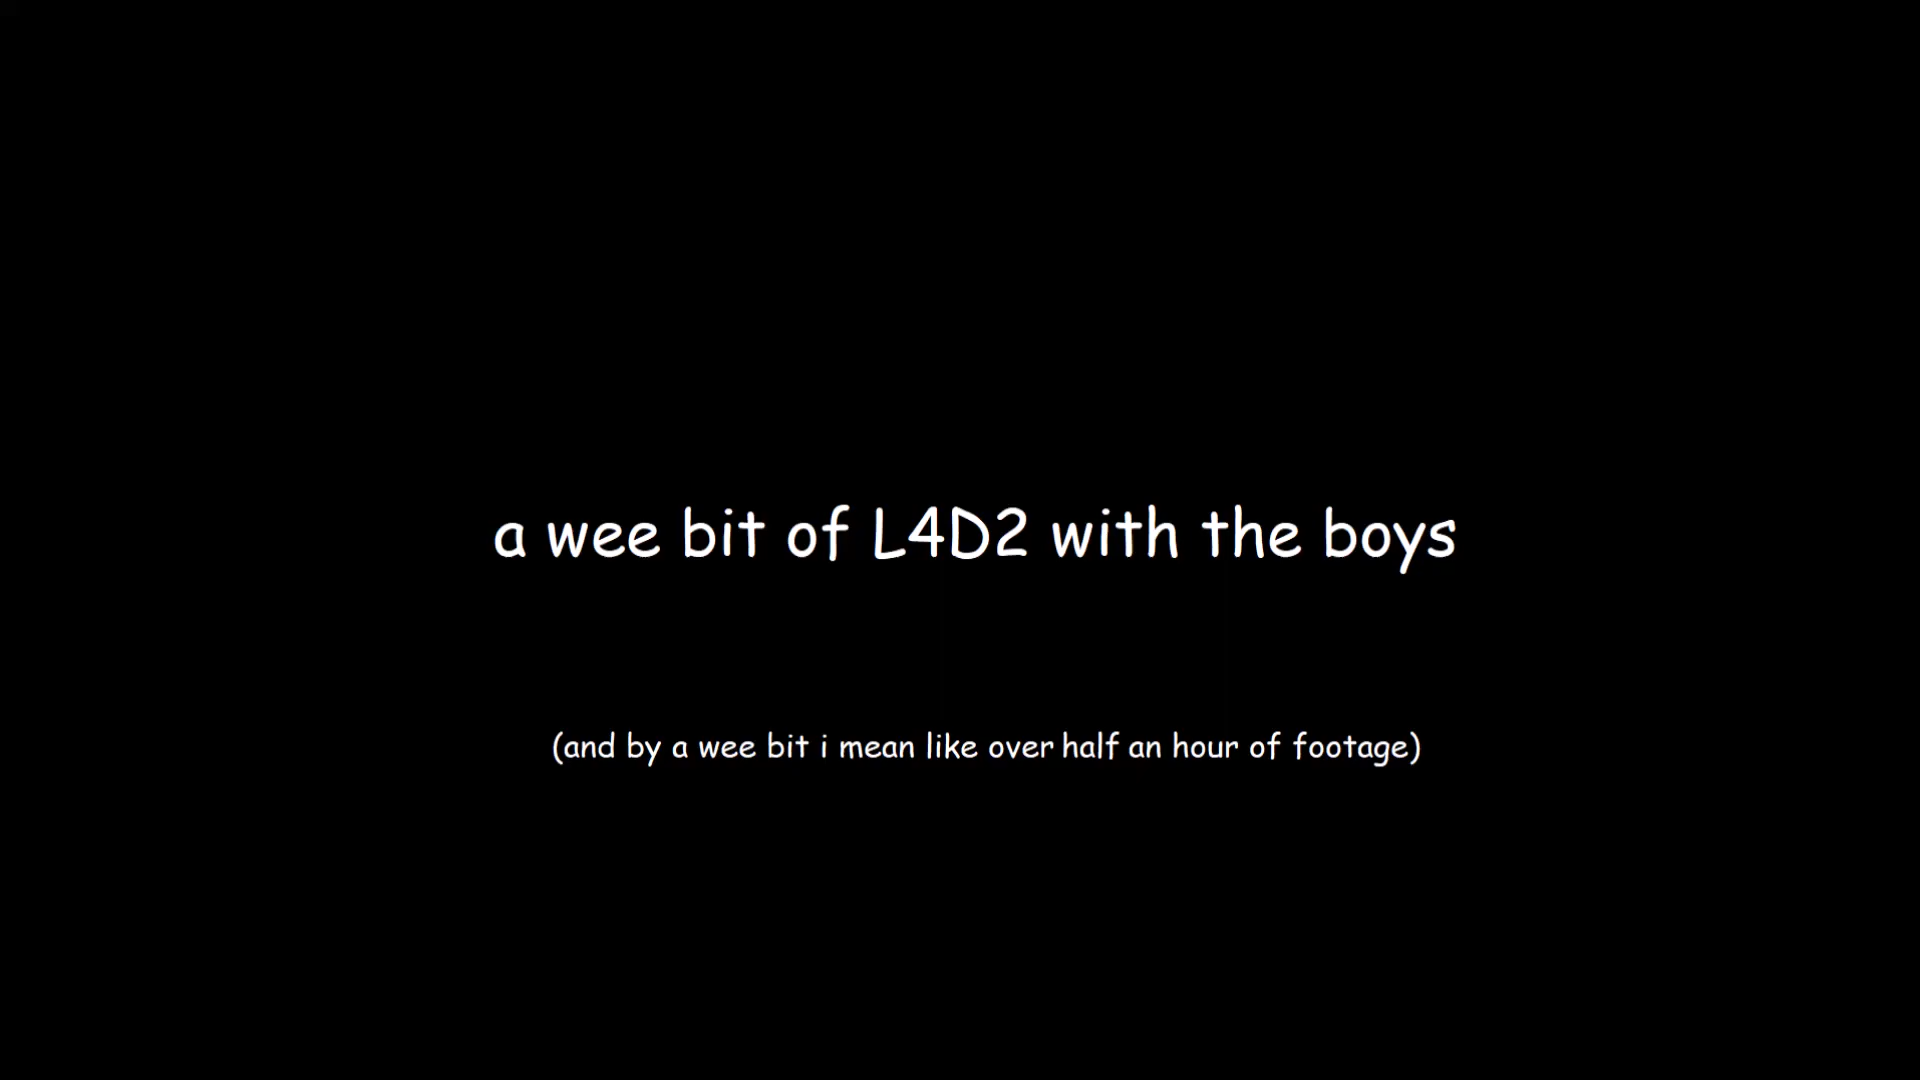 a wee bit of L4D2 with the boys
(and by a wee bit i mean like over half an hour of footage)